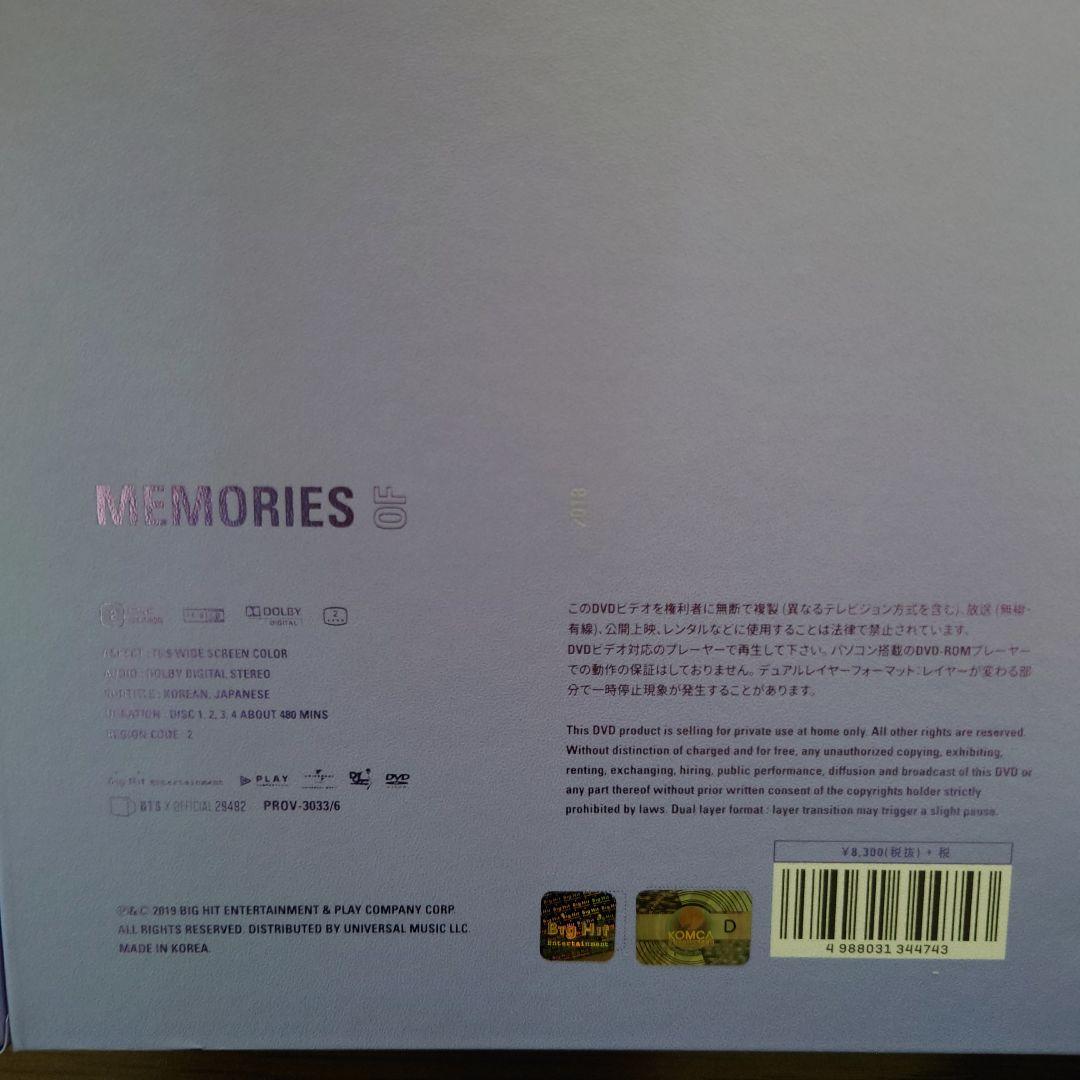 MEMORIES OF 2018
2
DOLBY
DIGITAL
2
ASPECT : 16:9 WIDE SCREEN COLOR
AUDIO : DOLBY DIGITAL STEREO
SUBTITLE : KOREAN, JAPANESE
DURATION : DISC 1, 2, 3, 4 ABOUT 480 MINS
REGION CODE : 2
Big Hit Entertainment PLAY UNIVERSAL Def DVD
BTS X OFFICIAL 29492 PROV-3033/6
Ⓟ&© 2019 BIG HIT ENTERTAINMENT & PLAY COMPANY CORP.
ALL RIGHTS RESERVED. DISTRIBUTED BY UNIVERSAL MUSIC LLC.
MADE IN KOREA.
このDVDビデオを権利者に無断で複製(異なるテレビジョン方式を含む)、放送(無線・
有線)、公開上映、レンタルなどに使用することは法律で禁止されています。
DVDビデオ対応のプレーヤーで再生して下さい。パソコン搭載のDVD-ROMプレーヤー
での動作の保証はしておりません。デュアルレイヤーフォーマット:レイヤーが変わる部
分で一時停止現象が発生することがあります。
This DVD product is selling for private use at home only. All other rights are reserved.
Without distinction of charged and for free, any unauthorized copying, exhibiting,
renting, exchanging, hiring, public performance, diffusion and broadcast of this DVD or
any part thereof without prior written consent of the copyrights holder strictly
prohibited by laws. Dual layer format : layer transition may trigger a slight pause.
¥8,300(税抜) + 税
Big Hit
Entertainment
KOMCA
D
4 988031 344743